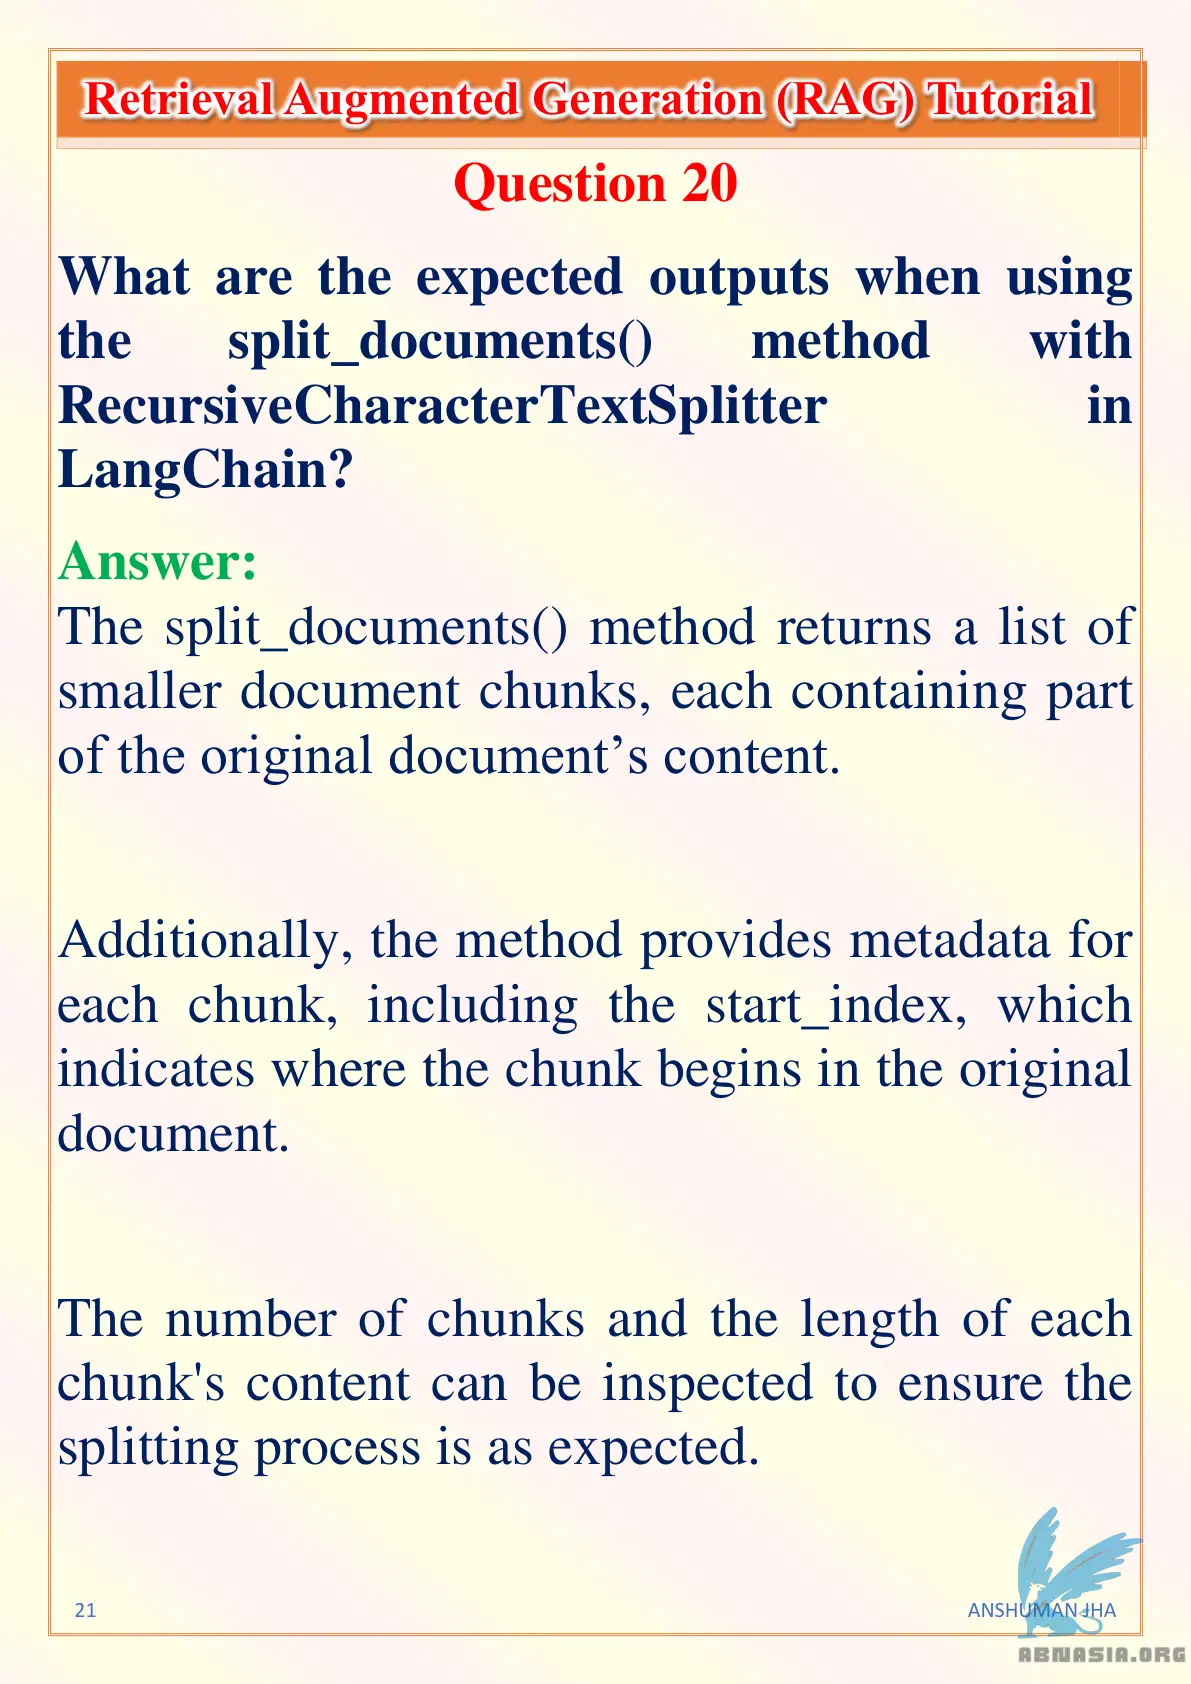 Retrieval Augmented Generation (RAG) Tutorial
Question 20
What are the expected outputs when using
the split_documents() method with
RecursiveCharacterTextSplitter in
LangChain?
Answer:
The split_documents() method returns a list of
smaller document chunks, each containing part
of the original document’s content.
Additionally, the method provides metadata for
each chunk, including the start_index, which
indicates where the chunk begins in the original
document.
The number of chunks and the length of each
chunk's content can be inspected to ensure the
splitting process is as expected.
21
ANSHUMAN JHA
ABNASIA.ORG